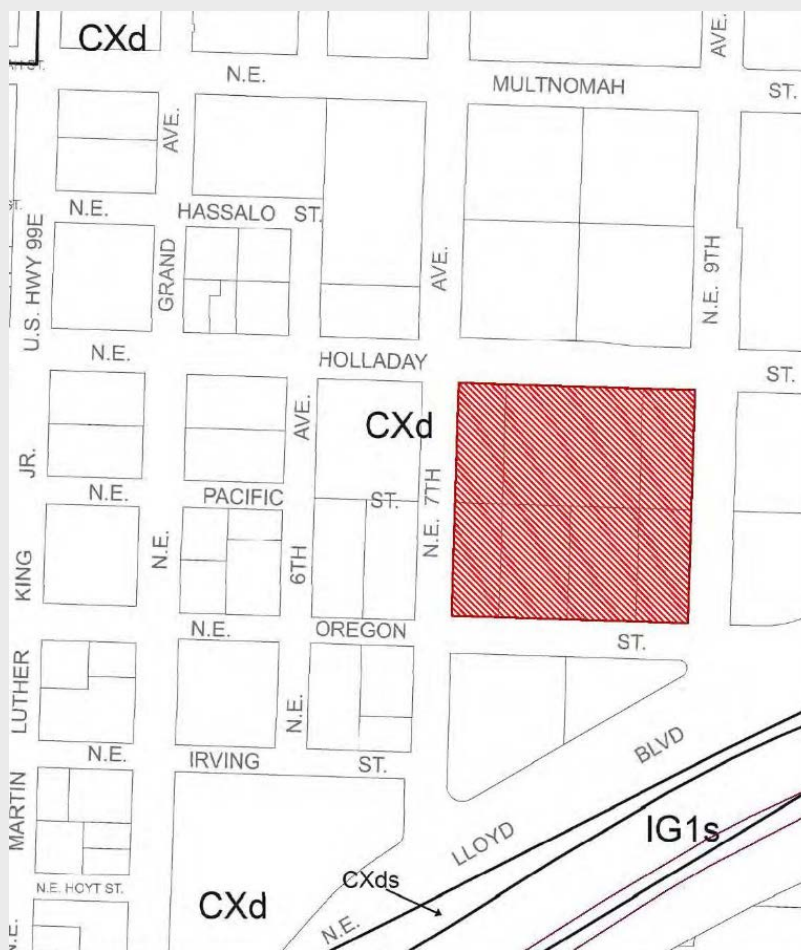 CXd
AVE.
N.E. MULTNOMAH ST.
AVE.
N.E. HASSALO ST.
ST.
U.S. HWY 99E
GRAND
AVE.
N.E. 9TH
N.E. HOLLADAY ST.
AVE.
CXd
JR.
N.E. PACIFIC ST.
N.E. 7TH
KING
N.E.
6TH
N.E. OREGON ST.
LUTHER
N.E.
N.E. IRVING ST.
BLVD
MARTIN
LLOYD
IG1s
CXds
N.E. HOYT ST.
CXd
N.E.
N.E.